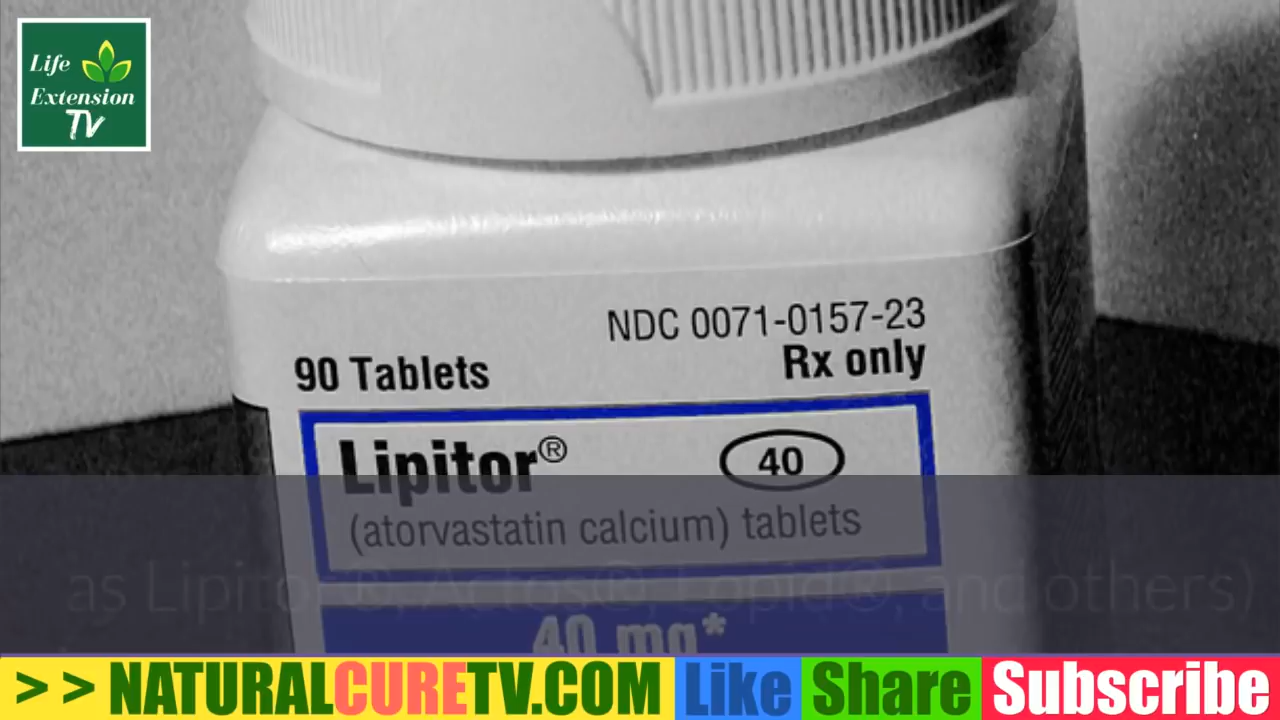 Life
Extension
TV
NDC 0071-0157-23
90 Tablets Rx only
Lipitor® 40
(atorvastatin calcium) tablets
as Lipitor®, Actos®, Lopid®, and others)
40 mg*
>> NATURALCURETV.COM Like Share Subscribe